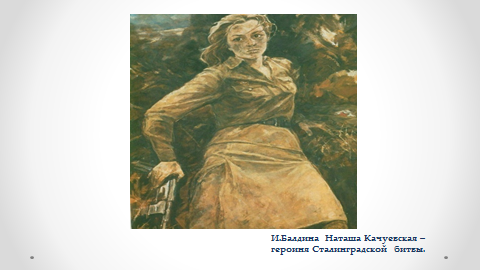 И.Балдина Наташа Качуевская –
героиня Сталинградской битвы.